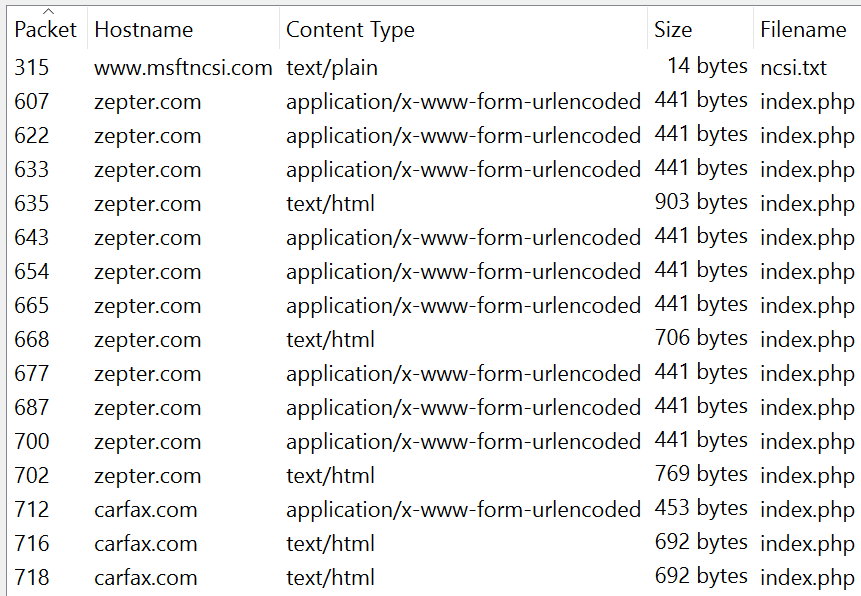 Packet Hostname Content Type Size Filename
315 www.msftncsi.com text/plain 14 bytes ncsi.txt
607 zepter.com application/x-www-form-urlencoded 441 bytes index.php
622 zepter.com application/x-www-form-urlencoded 441 bytes index.php
633 zepter.com application/x-www-form-urlencoded 441 bytes index.php
635 zepter.com text/html 903 bytes index.php
643 zepter.com application/x-www-form-urlencoded 441 bytes index.php
654 zepter.com application/x-www-form-urlencoded 441 bytes index.php
665 zepter.com application/x-www-form-urlencoded 441 bytes index.php
668 zepter.com text/html 706 bytes index.php
677 zepter.com application/x-www-form-urlencoded 441 bytes index.php
687 zepter.com application/x-www-form-urlencoded 441 bytes index.php
700 zepter.com application/x-www-form-urlencoded 441 bytes index.php
702 zepter.com text/html 769 bytes index.php
712 carfax.com application/x-www-form-urlencoded 453 bytes index.php
716 carfax.com text/html 692 bytes index.php
718 carfax.com text/html 692 bytes index.php